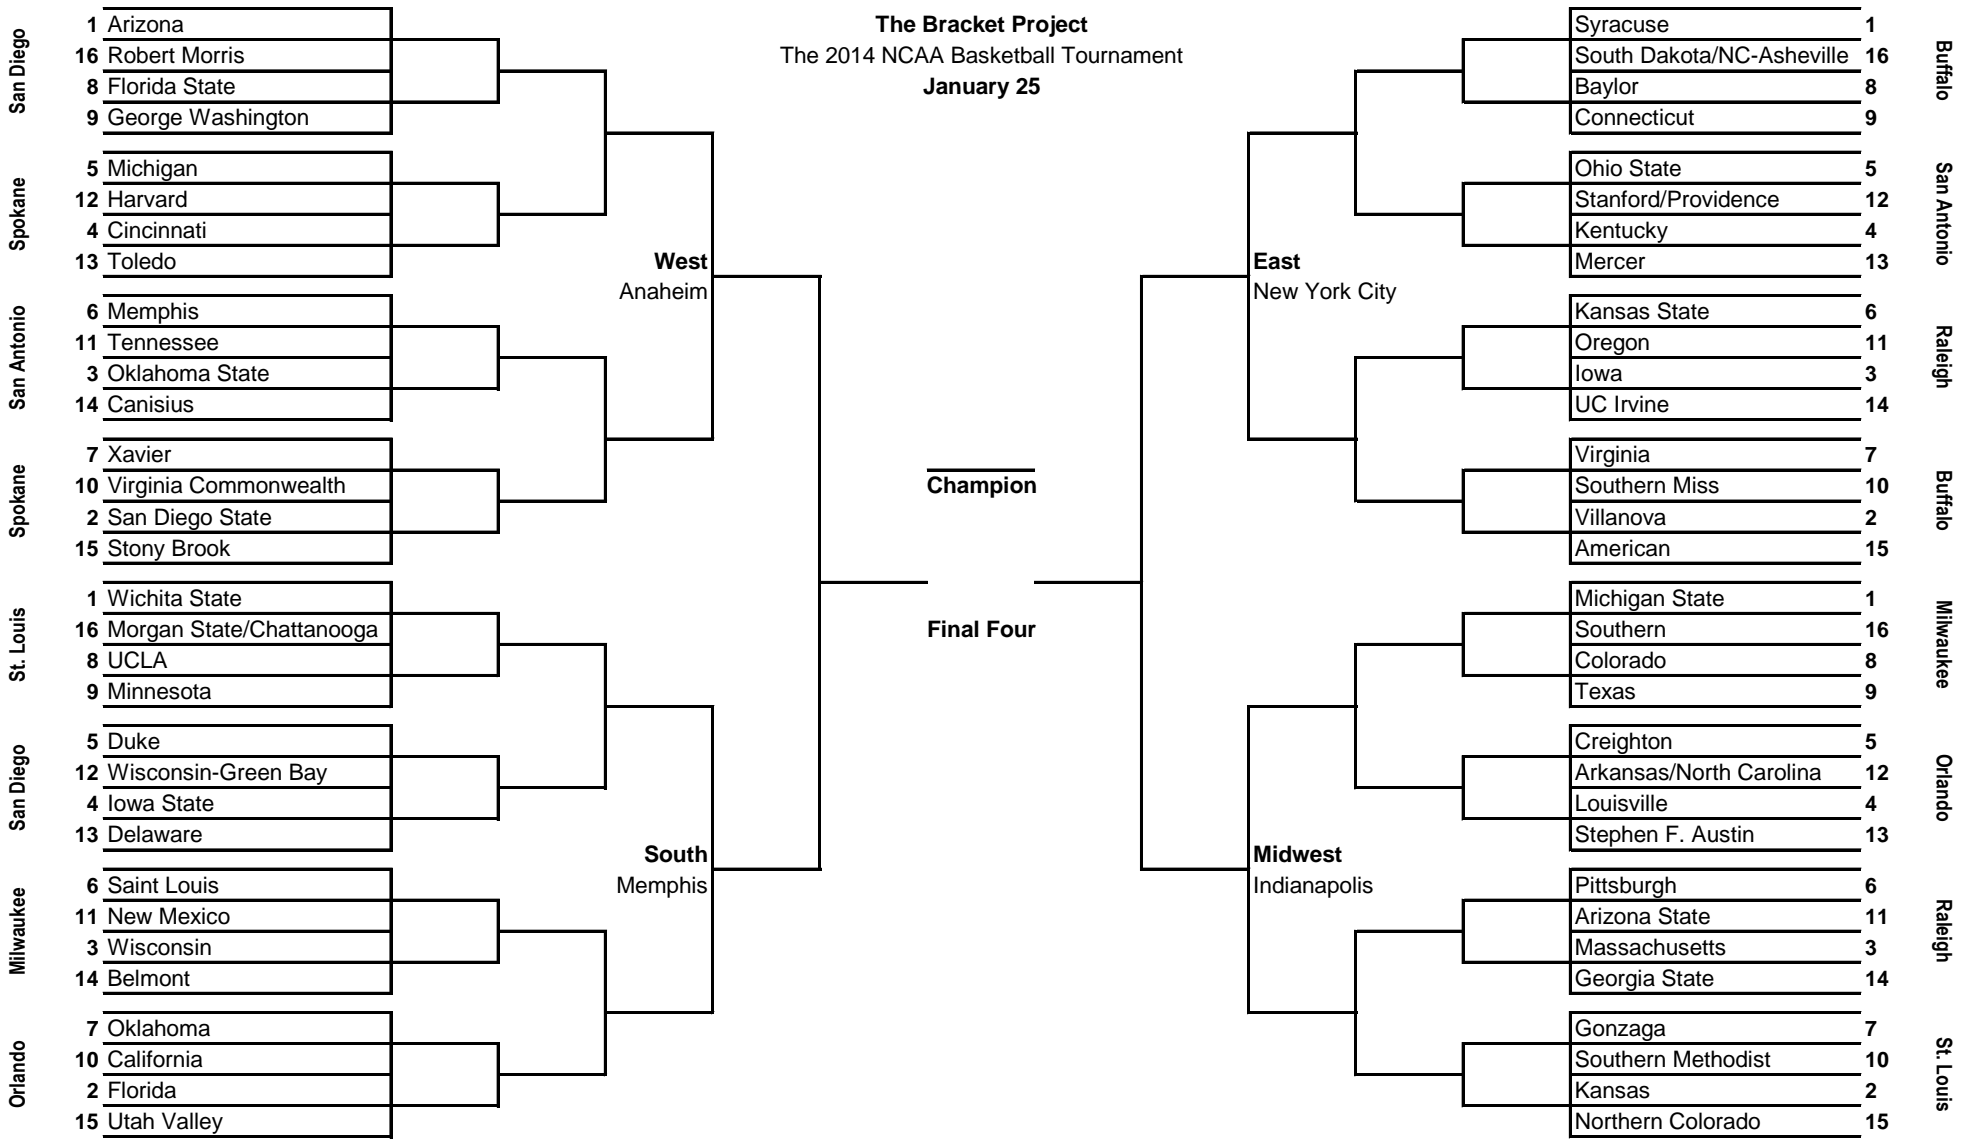 The Bracket Project
The 2014 NCAA Basketball Tournament
January 25
San Diego
1 Arizona
16 Robert Morris
8 Florida State
9 George Washington
Spokane
5 Michigan
12 Harvard
4 Cincinnati
13 Toledo
West
Anaheim
San Antonio
6 Memphis
11 Tennessee
3 Oklahoma State
14 Canisius
Spokane
7 Xavier
10 Virginia Commonwealth
2 San Diego State
15 Stony Brook
St. Louis
1 Wichita State
16 Morgan State/Chattanooga
8 UCLA
9 Minnesota
San Diego
5 Duke
12 Wisconsin-Green Bay
4 Iowa State
13 Delaware
South
Memphis
Milwaukee
6 Saint Louis
11 New Mexico
3 Wisconsin
14 Belmont
Orlando
7 Oklahoma
10 California
2 Florida
15 Utah Valley
Champion
Final Four
Syracuse 1
South Dakota/NC-Asheville 16
Baylor 8
Connecticut 9
Buffalo
Ohio State 5
Stanford/Providence 12
Kentucky 4
Mercer 13
San Antonio
East
New York City
Kansas State 6
Oregon 11
Iowa 3
UC Irvine 14
Raleigh
Virginia 7
Southern Miss 10
Villanova 2
American 15
Buffalo
Michigan State 1
Southern 16
Colorado 8
Texas 9
Milwaukee
Creighton 5
Arkansas/North Carolina 12
Louisville 4
Stephen F. Austin 13
Orlando
Midwest
Indianapolis
Pittsburgh 6
Arizona State 11
Massachusetts 3
Georgia State 14
Raleigh
Gonzaga 7
Southern Methodist 10
Kansas 2
Northern Colorado 15
St. Louis